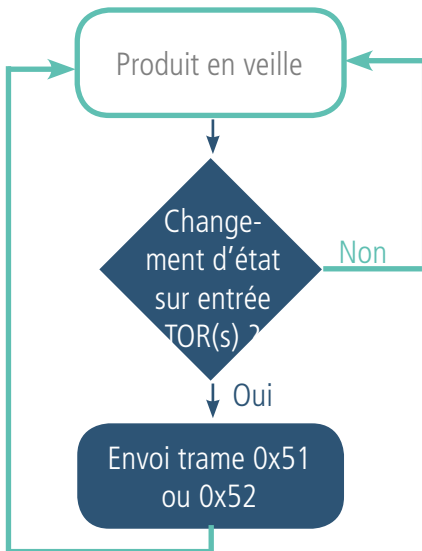 Produit en veille
Change-
ment d’état
sur entrée
TOR(s) ?
Non
Oui
Envoi trame 0x51
ou 0x52